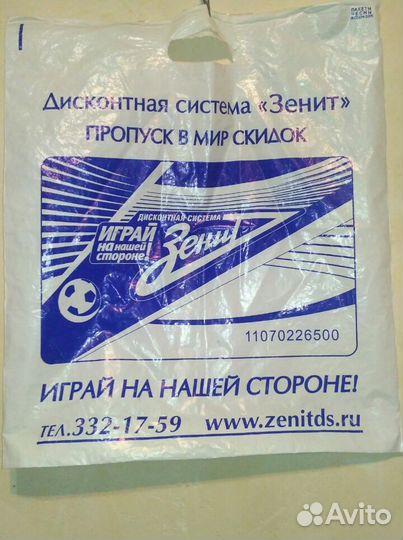 ПАКЕТЫ
Дисконтная система «Зенит»
ПРОПУСК В МИР СКИДОК
ДИСКОНТНАЯ СИСТЕМА
ИГРАЙ
на нашей
стороне!
Зенит
11070226500
ИГРАЙ НА НАШЕЙ СТОРОНЕ!
ТЕЛ.332-17-59 www.zenitds.ru
Avito